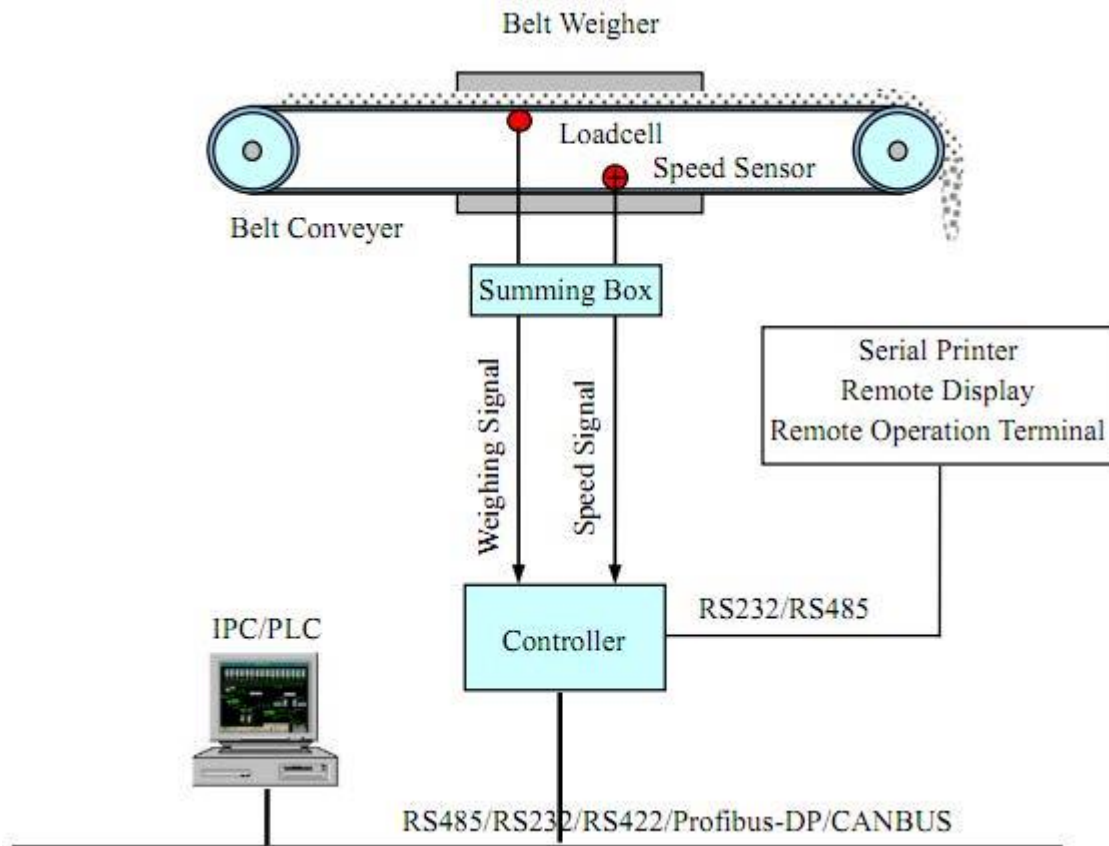 Belt Weigher
Loadcell
Speed Sensor
Belt Conveyer
Summing Box
Weighing Signal
Speed Signal
Serial Printer
Remote Display
Remote Operation Terminal
RS232/RS485
Controller
IPC/PLC
RS485/RS232/RS422/Profibus-DP/CANBUS